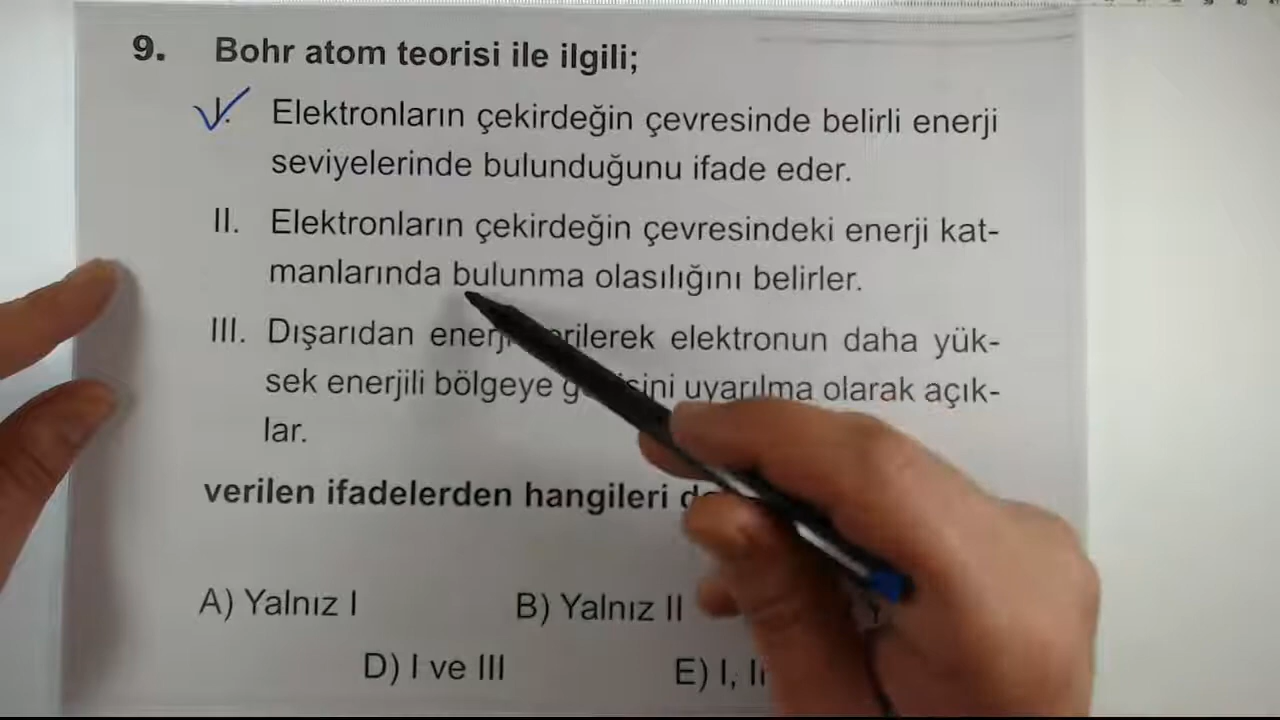 9. Bohr atom teorisi ile ilgili;
I. Elektronların çekirdeğin çevresinde belirli enerji
seviyelerinde bulunduğunu ifade eder.
II. Elektronların çekirdeğin çevresindeki enerji kat-
manlarında bulunma olasılığını belirler.
III. Dışarıdan elektronun daha yük-
sek enerjili bölgeye uyarılma olarak açık-
lar.
verilen ifadelerden hangileri
A) Yalnız I B) Yalnız II
D) I ve III E) I,